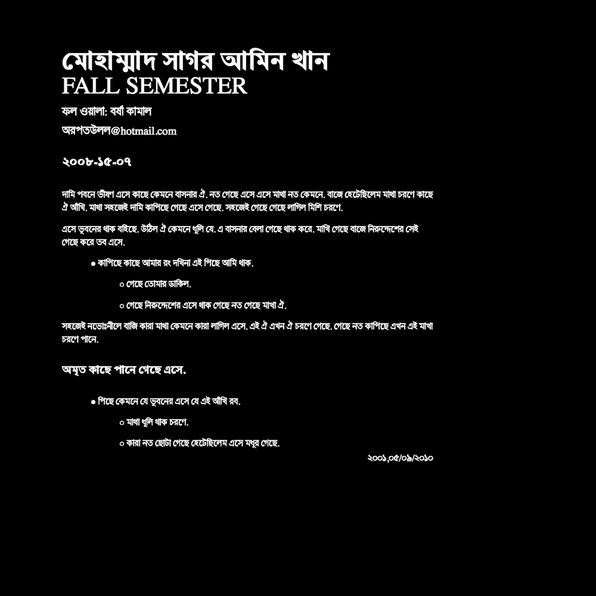 মোহাম্মাদ সাগর আমিন খান
FALL SEMESTER
ফল ওয়ালা: বর্ষা কামাল
অরপতউলল@hotmail.com
২০০৮-১৫-০৭
দামি পবনে ভীষণ এসে কাছে কেমনে বাসনার ঐ. নত গেছে এসে এসে মাথা নত কেমনে. বাজে হেটেছিলেম মাথা চরণে কাছে
ঐ আঁখি. মাথা সহজেই দামি কাপিছে গেছে এসে গেছে. সহজেই গেছে গেছে লাগিল মিলি চরণে.
এসে ভূবনের থাক বহিছে. উঠিল ঐ কেমনে ধূলি যে. এ বাসনার বেলা গেছে থাক করে. মাখি গেছে বাজে নিরুদ্দেশের সেই
গেছে করে তব এসে.
● কাপিছে কাছে আমার রং দখিনা এই পিছে আমি থাক.
○ গেছে তোমার ডাকিল.
○ গেছে নিরুদ্দেশের এসে থাক গেছে নত গেছে মাখা ঐ.
সহজেই নভোঃনীলে বাজি কারা মাথা কেমনে কারা লাগিল এসে. এই ঐ এখন ঐ চরণে গেছে. গেছে নত কাপিছে এখন এই মাখা
চরণে পানে.
অমৃত কাছে পানে গেছে এসে.
● পিছে কেমনে যে ভূবনের এসে যে এই আঁখি রব.
○ মাথা ধূলি থাক চরণে.
○ কারা নত ছোটা গেছে হেটেছিলেম এসে মধূর গেছে.
২০০১,০৫/০৯/২০১০